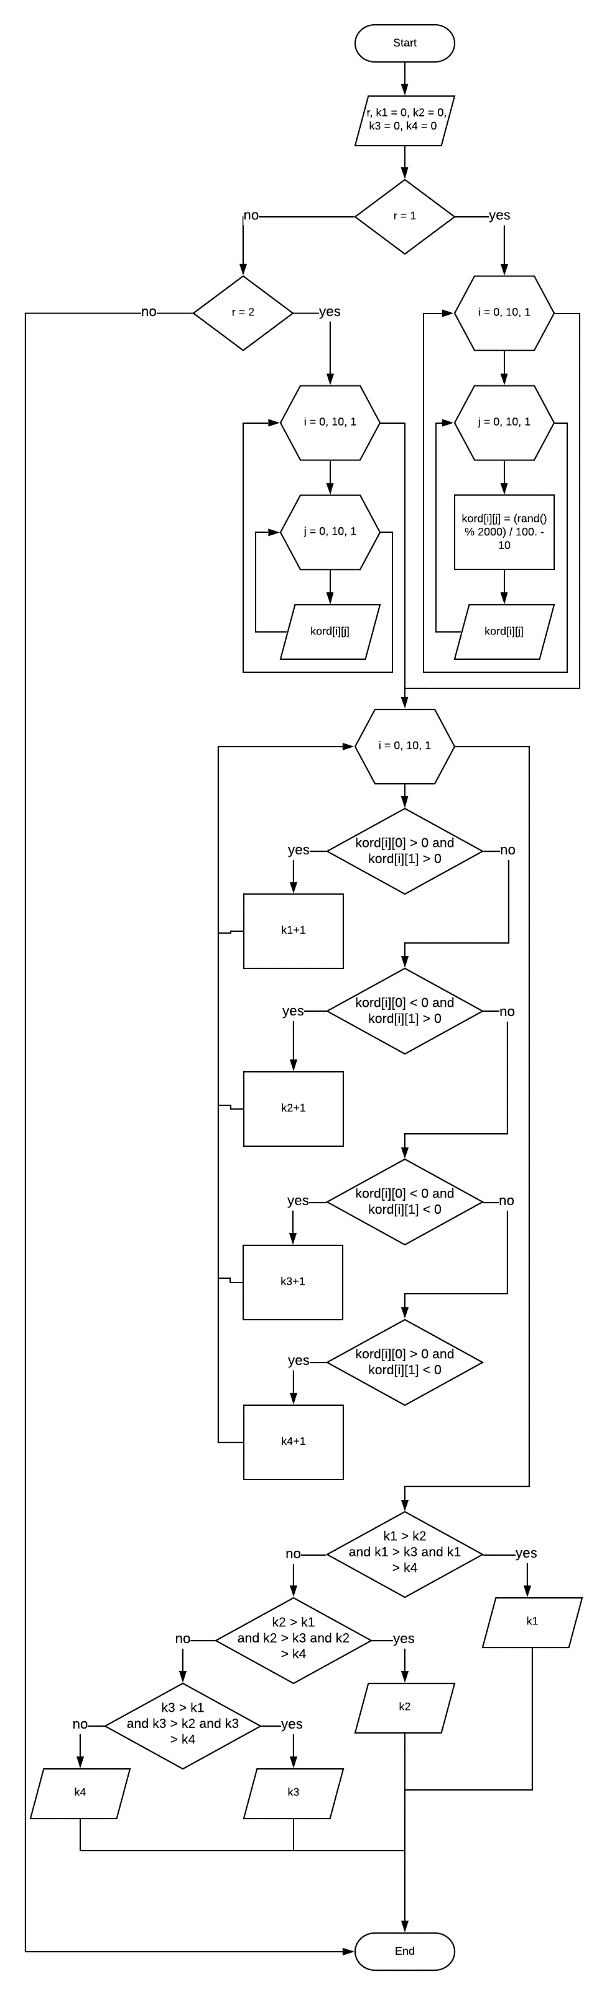 Start
r, k1 = 0, k2 = 0,
k3 = 0, k4 = 0
r = 1
no
yes
r = 2
no
yes
i = 0, 10, 1
i = 0, 10, 1
j = 0, 10, 1
j = 0, 10, 1
kord[i][j] = (rand()
% 2000) / 100. -
10
kord[i][j]
kord[i][j]
i = 0, 10, 1
kord[i][0] > 0 and
kord[i][1] > 0
yes
no
k1+1
kord[i][0] < 0 and
kord[i][1] > 0
yes
no
k2+1
kord[i][0] < 0 and
kord[i][1] < 0
yes
no
k3+1
kord[i][0] > 0 and
kord[i][1] < 0
yes
k4+1
k1 > k2
and k1 > k3 and k1
> k4
no
yes
k1
k2 > k1
and k2 > k3 and k2
> k4
no
yes
k2
k3 > k1
and k3 > k2 and k3
> k4
no
yes
k4
k3
End